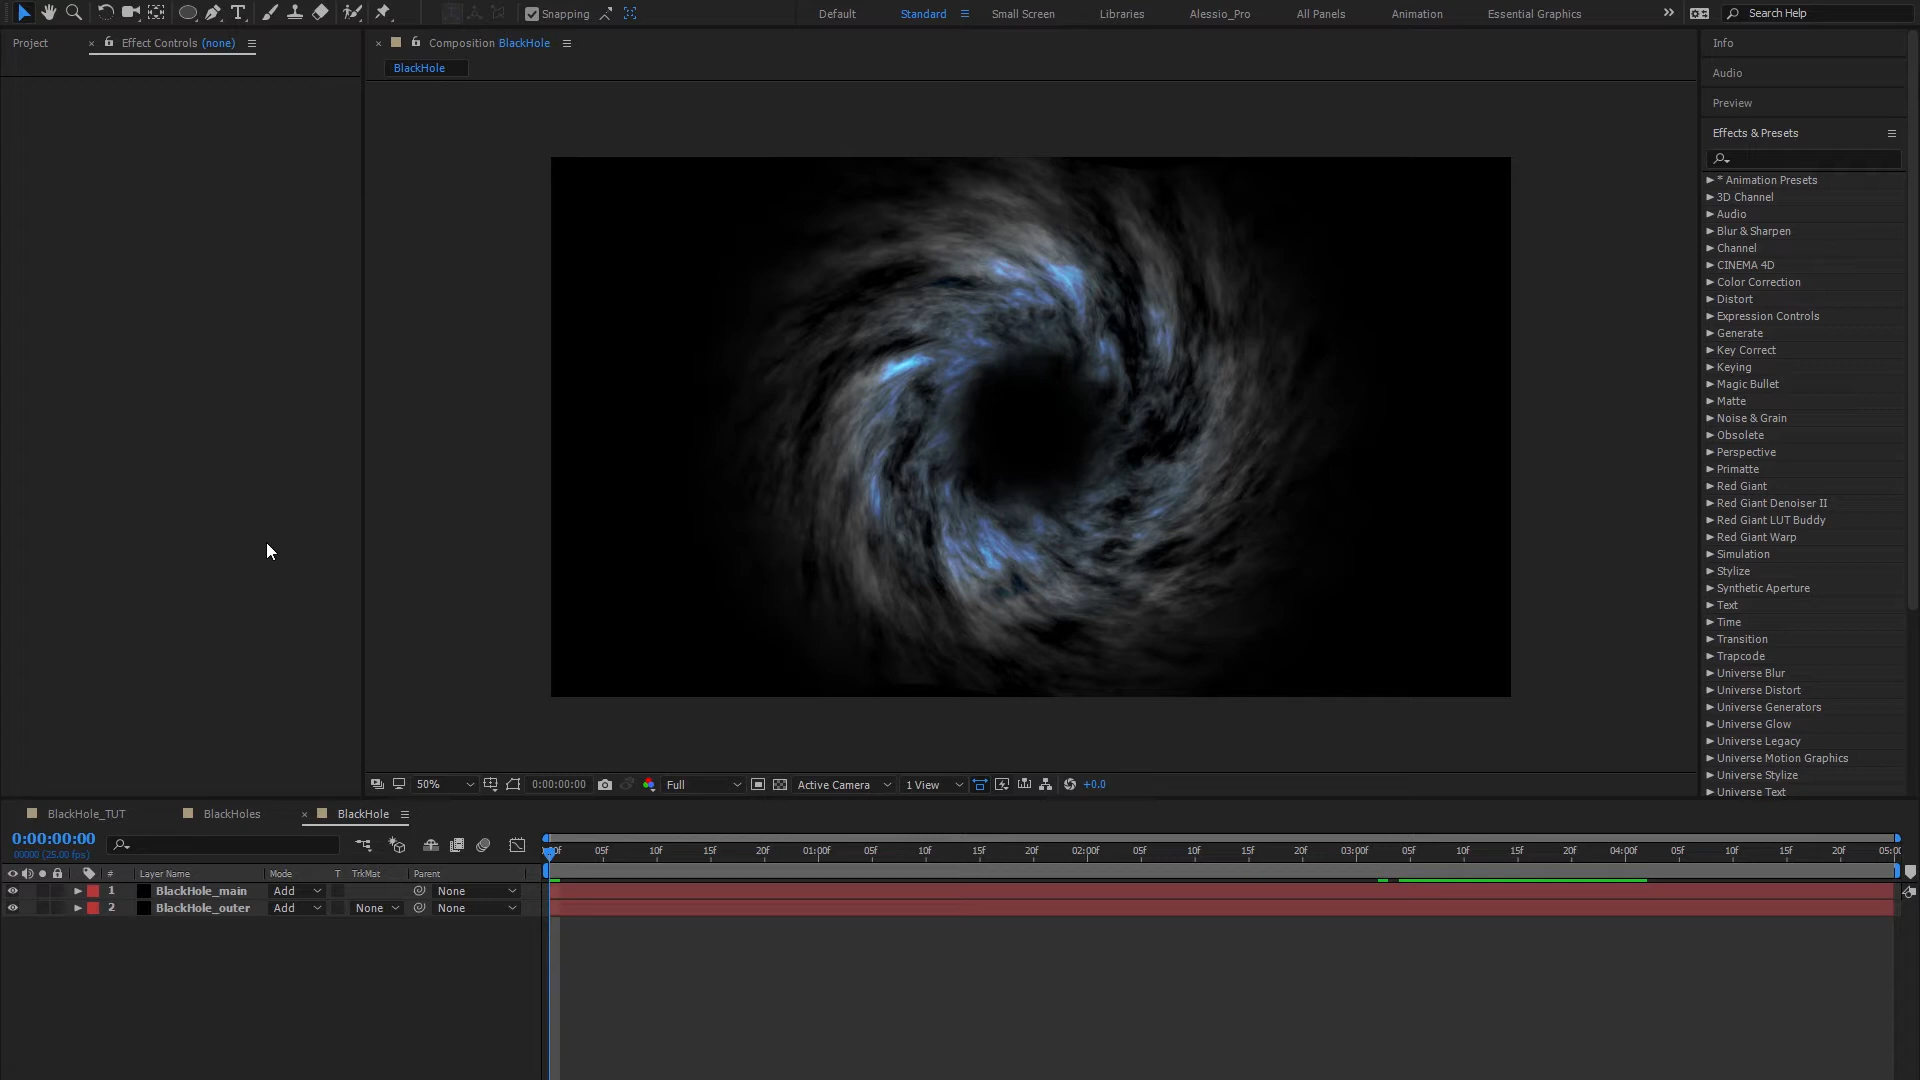 Snapping
Default
Standard
Small Screen
Libraries
Alessio_Pro
All Panels
Animation
Essential Graphics
Search Help
Project
Effect Controls (none)
Composition BlackHole
BlackHole
Info
Audio
Preview
Effects & Presets
* Animation Presets
3D Channel
Audio
Blur & Sharpen
Channel
CINEMA 4D
Color Correction
Distort
Expression Controls
Generate
Key Correct
Keying
Magic Bullet
Matte
Noise & Grain
Obsolete
Perspective
Primatte
Red Giant
Red Giant Denoiser II
Red Giant LUT Buddy
Red Giant Warp
Simulation
Stylize
Synthetic Aperture
Text
Time
Transition
Trapcode
Universe Blur
Universe Distort
Universe Generators
Universe Glow
Universe Legacy
Universe Motion Graphics
Universe Stylize
Universe Text
50%
0:00:00:00
Full
Active Camera
1 View
+0.0
BlackHole_TUT
BlackHoles
BlackHole
0:00:00:00
00000 (25.00 fps)
05f 10f 15f 20f 01:00f 05f 10f 15f 20f 02:00f 05f 10f 15f 20f 03:00f 05f 10f 15f 20f 04:00f 05f 10f 15f 20f
# Layer Name Mode T TrkMat Parent
1 BlackHole_main Add None
2 BlackHole_outer Add None None